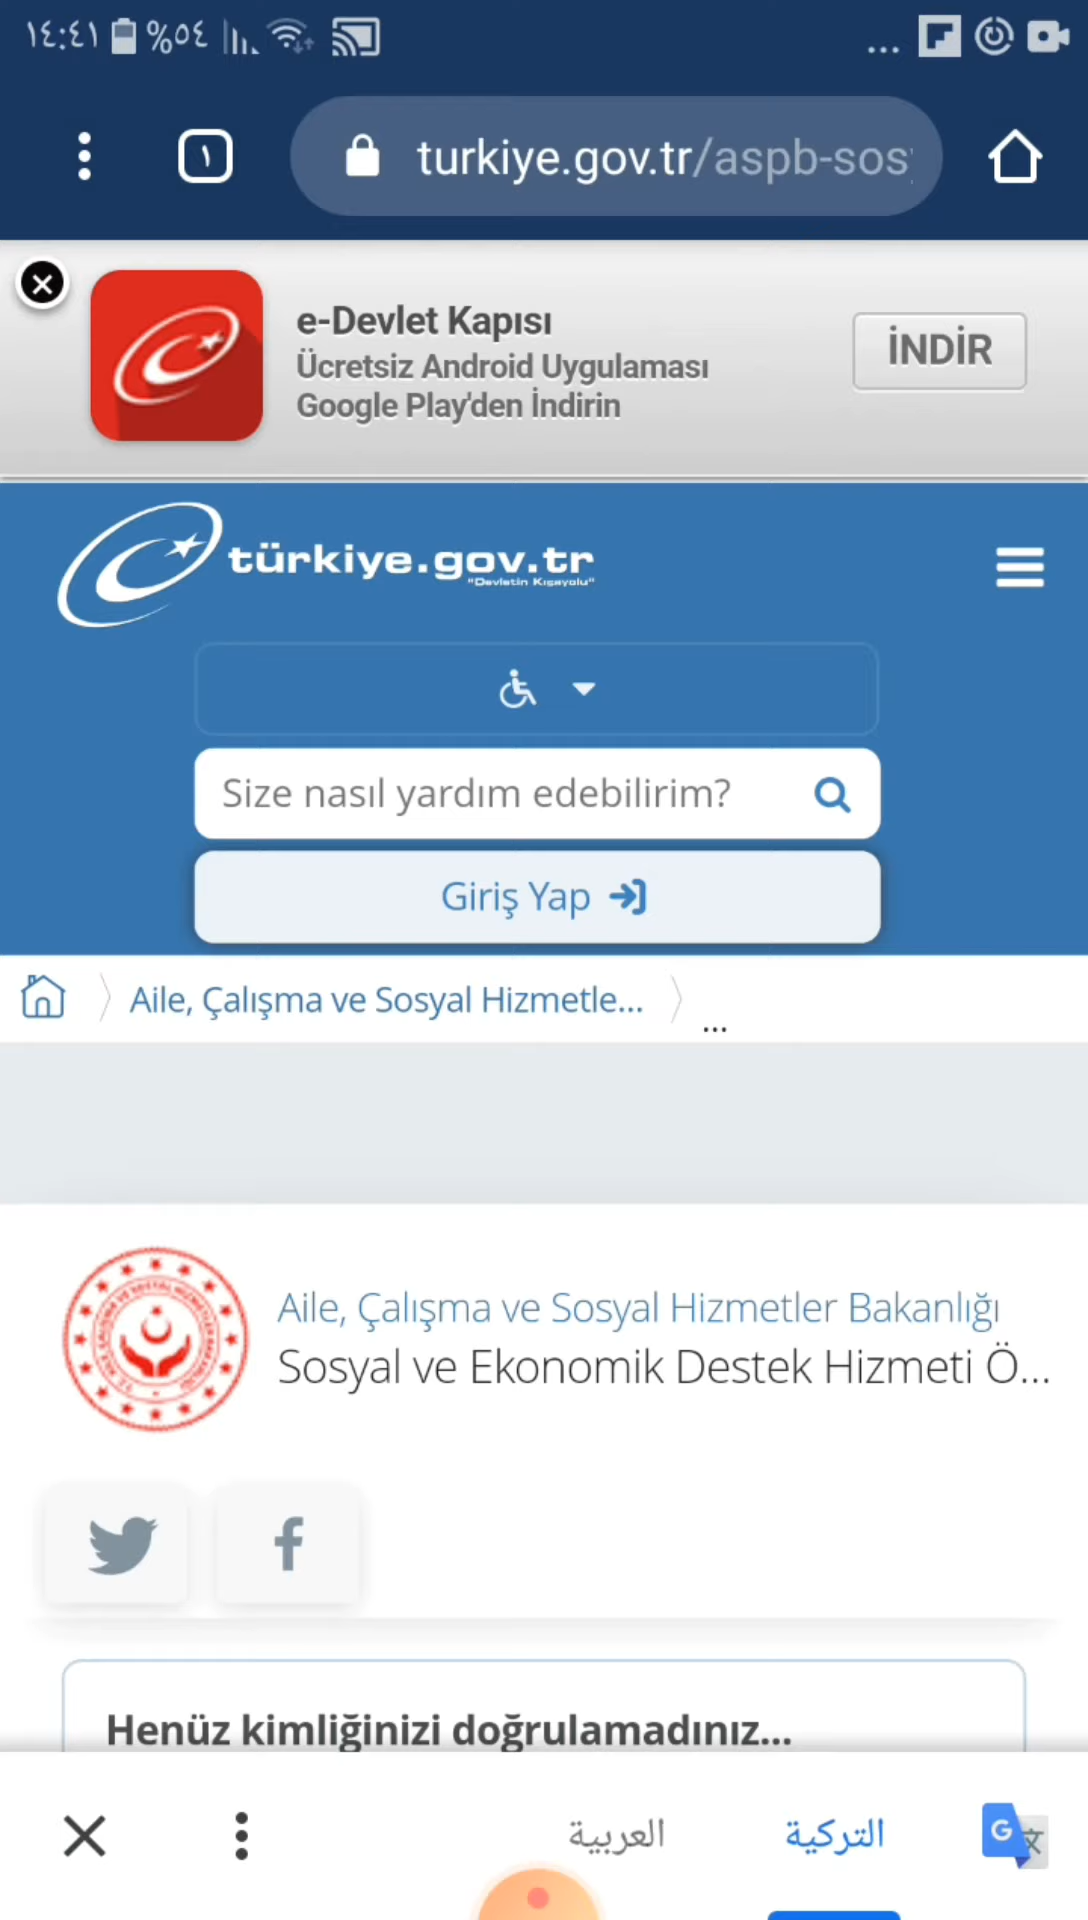 ١٤:٤١ %٥٤ ...
١ turkiye.gov.tr/aspb-sos
e-Devlet Kapısı
Ücretsiz Android Uygulaması
Google Play'den İndirin
İNDİR
türkiye.gov.tr
"Devletin Kısayolu"
Size nasıl yardım edebilirim?
Giriş Yap
Aile, Çalışma ve Sosyal Hizmetle...
...
Aile, Çalışma ve Sosyal Hizmetler Bakanlığı
Sosyal ve Ekonomik Destek Hizmeti Ö...
Henüz kimliğinizi doğrulamadınız...
التركية العربية